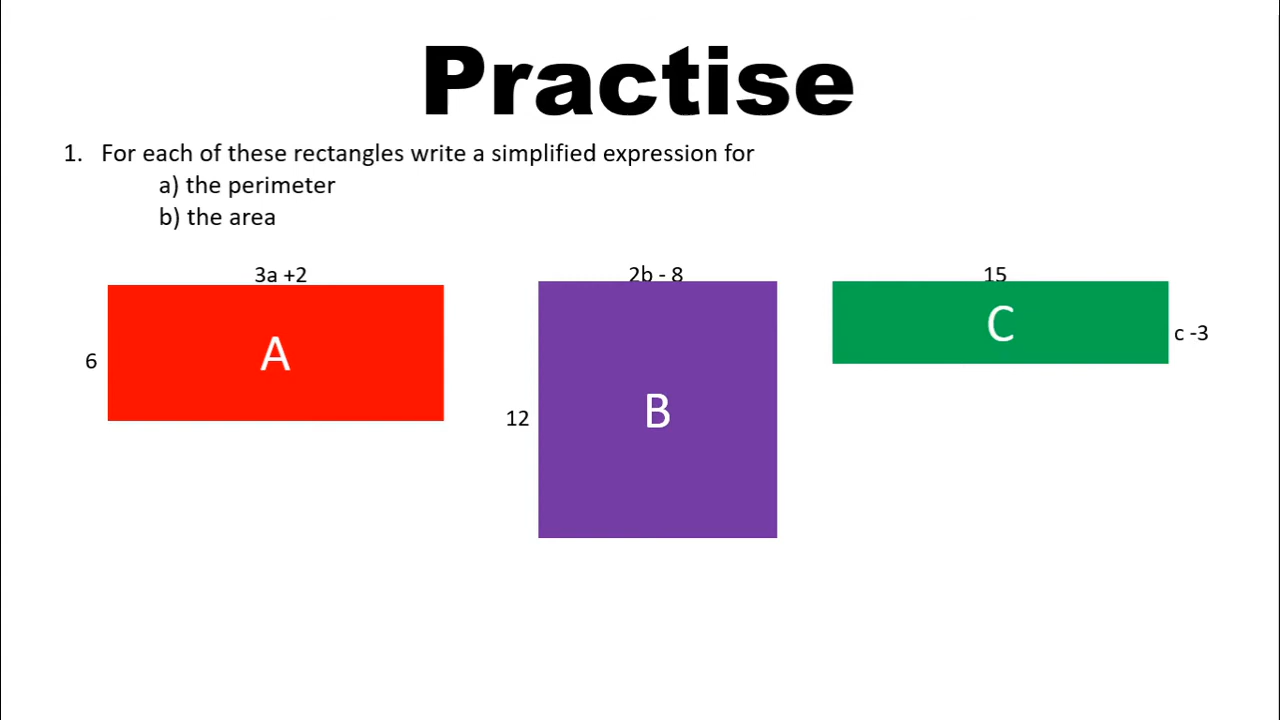 Practise
1. For each of these rectangles write a simplified expression for
a) the perimeter
b) the area
3a +2
2b - 8
15
6
A
12
B
C
c -3